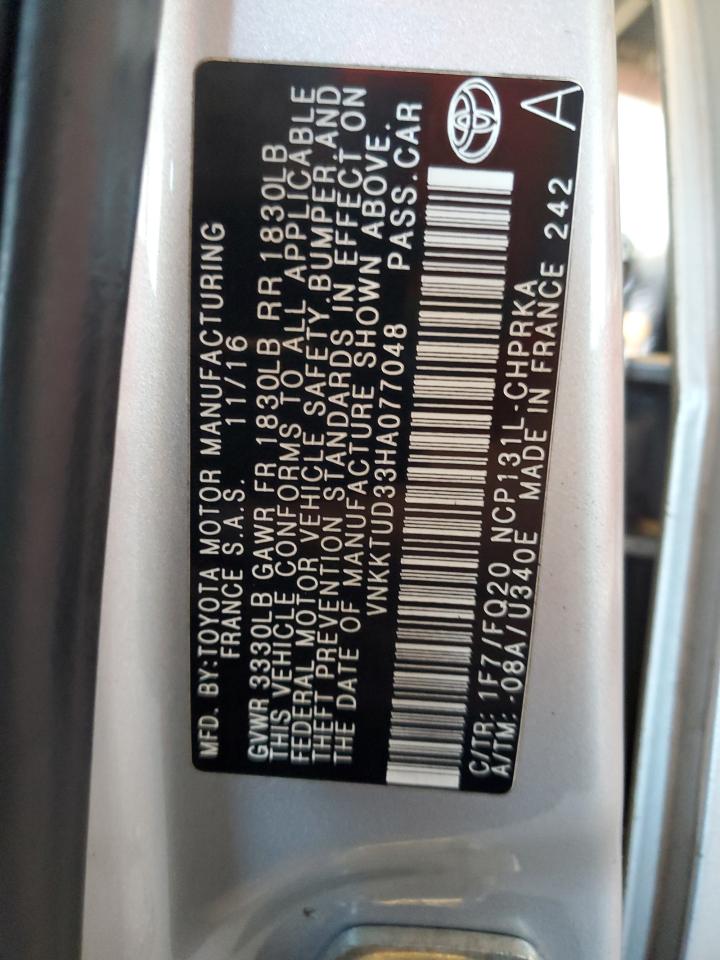 MFD. BY:TOYOTA MOTOR MANUFACTURING
FRANCE S.A.S. 11/16
GVWR 3330LB GAWR FR 1830LB RR 1830LB
THIS VEHICLE CONFORMS TO ALL APPLICABLE
FEDERAL MOTOR VEHICLE SAFETY,BUMPER,AND
THEFT PREVENTION STANDARDS IN EFFECT ON
THE DATE OF MANUFACTURE SHOWN ABOVE.
VNKKTUD33HA077048 PASS.CAR
C/TR: 1F7/FQ20 NCP131L-CHPRKA
A/TM: -08A/U340E MADE IN FRANCE 242
A